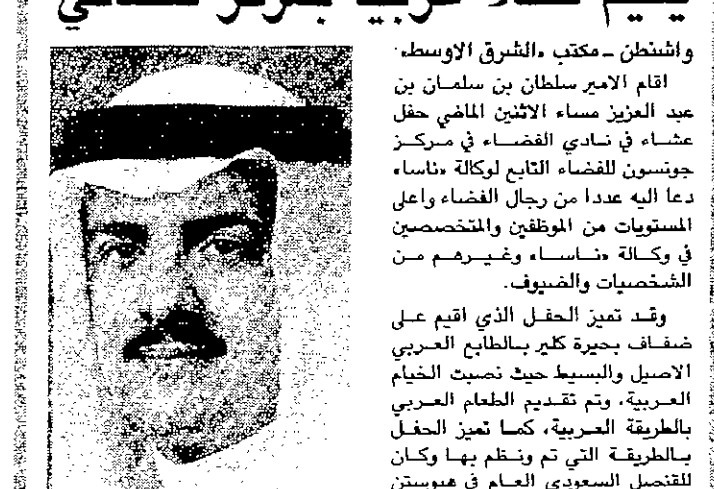 واشنطن ـ مكتب «الشرق الاوسط»
اقام الامير سلطان بن سلمان بن
عبد العزيز مساء الاثنين الماضي حفل
عشاء في نادي الفضاء في مركز
جونسون للفضاء التابع لوكالة «ناسا»
دعا اليه عددا من رجال الفضاء واعلى
المستويات من الموظفين والمتخصصين
في وكالة «ناسا» وغيرهم من
الشخصيات والضيوف.
وقد تميز الحفل الذي اقيم على
ضفاف بحيرة كلير بالطابع العربي
الاصيل والبسيط حيث نصبت الخيام
العربية، وتم تقديم الطعام العربي
بالطريقة العربية، كما تميز الحفل
بالطريقة التي تم ونظم بها وكان
للقنصل السعودي العام في هيوستن